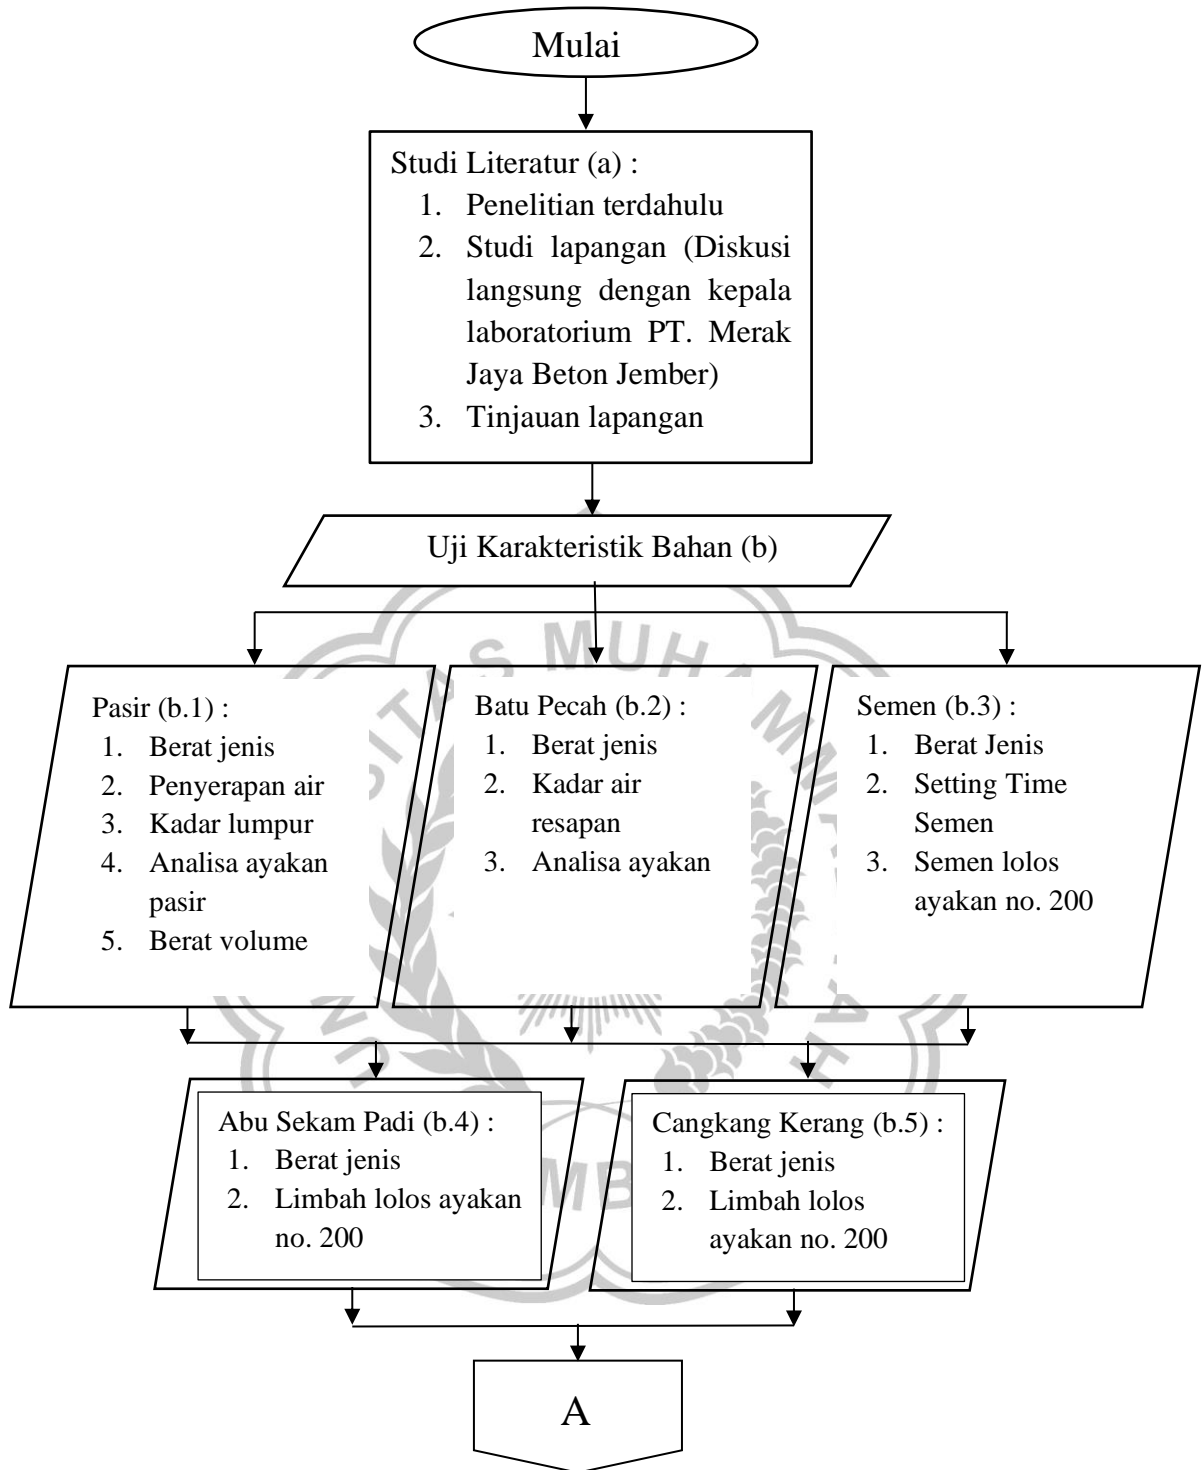 Mulai
Studi Literatur (a) :
1. Penelitian terdahulu
2. Studi lapangan (Diskusi
langsung dengan kepala
laboratorium PT. Merak
Jaya Beton Jember)
3. Tinjauan lapangan
Uji Karakteristik Bahan (b)
Pasir (b.1) :
1. Berat jenis
2. Penyerapan air
3. Kadar lumpur
4. Analisa ayakan
pasir
5. Berat volume
Batu Pecah (b.2) :
1. Berat jenis
2. Kadar air
resapan
3. Analisa ayakan
Semen (b.3) :
1. Berat Jenis
2. Setting Time
Semen
3. Semen lolos
ayakan no. 200
Abu Sekam Padi (b.4) :
1. Berat jenis
2. Limbah lolos ayakan
no. 200
Cangkang Kerang (b.5) :
1. Berat jenis
2. Limbah lolos
ayakan no. 200
A